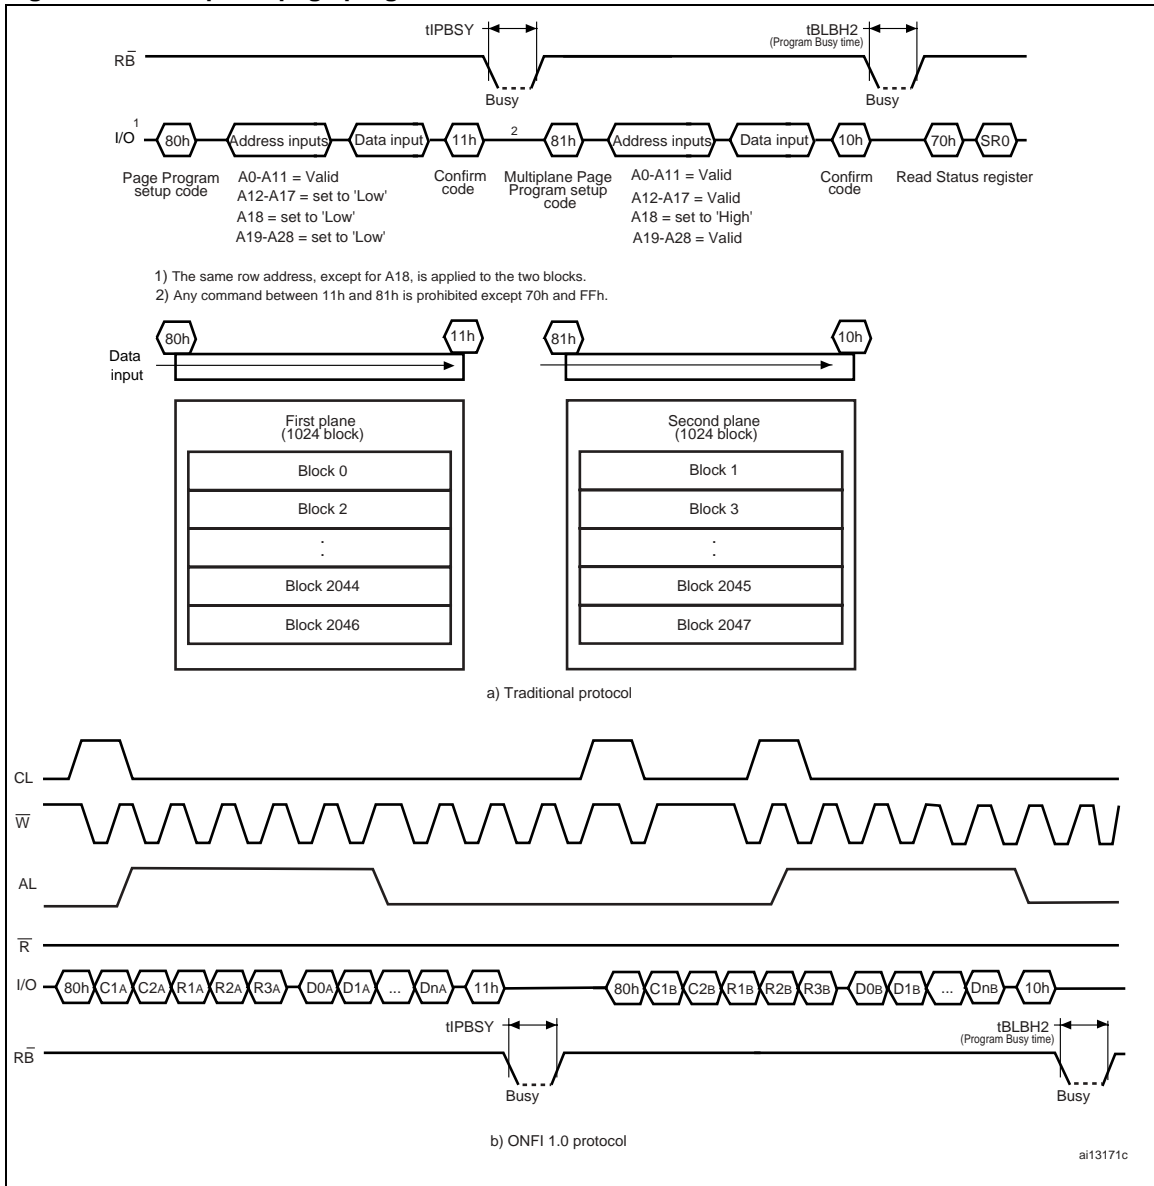 tIPBSY
tBLBH2
(Program Busy time)
RB̅
Busy
Busy
I/O 1
80h
Address inputs
Data input
11h
2
81h
Address inputs
Data input
10h
70h
SR0
Page Program
setup code
A0-A11 = Valid
A12-A17 = set to 'Low'
A18 = set to 'Low'
A19-A28 = set to 'Low'
Confirm
code
Multiplane Page
Program setup
code
A0-A11 = Valid
A12-A17 = Valid
A18 = set to 'High'
A19-A28 = Valid
Confirm
code
Read Status register
1) The same row address, except for A18, is applied to the two blocks.
2) Any command between 11h and 81h is prohibited except 70h and FFh.
80h
11h
81h
10h
Data
input
First plane
(1024 block)
Block 0
Block 2
:
Block 2044
Block 2046
Second plane
(1024 block)
Block 1
Block 3
:
Block 2045
Block 2047
a) Traditional protocol
CL
W̅
AL
R̅
I/O
80h C1A C2A R1A R2A R3A D0A D1A ... DnA 11h
80h C1B C2B R1B R2B R3B D0B D1B ... DnB 10h
tIPBSY
tBLBH2
(Program Busy time)
RB̅
Busy
Busy
b) ONFI 1.0 protocol
ai13171c